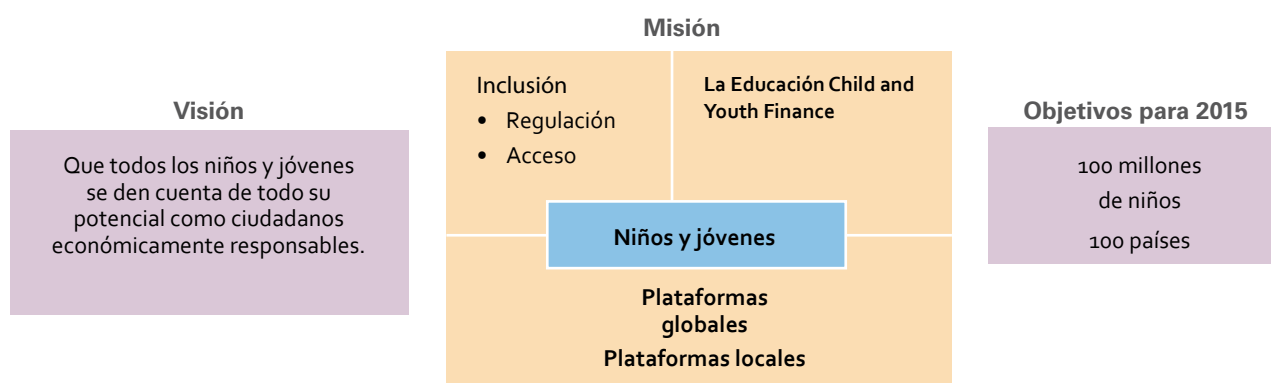 Misión
Visión
Que todos los niños y jóvenes
se den cuenta de todo su
potencial como ciudadanos
económicamente responsables.
Inclusión
• Regulación
• Acceso
La Educación Child and
Youth Finance
Niños y jóvenes
Plataformas
globales
Plataformas locales
Objetivos para 2015
100 millones
de niños
100 países